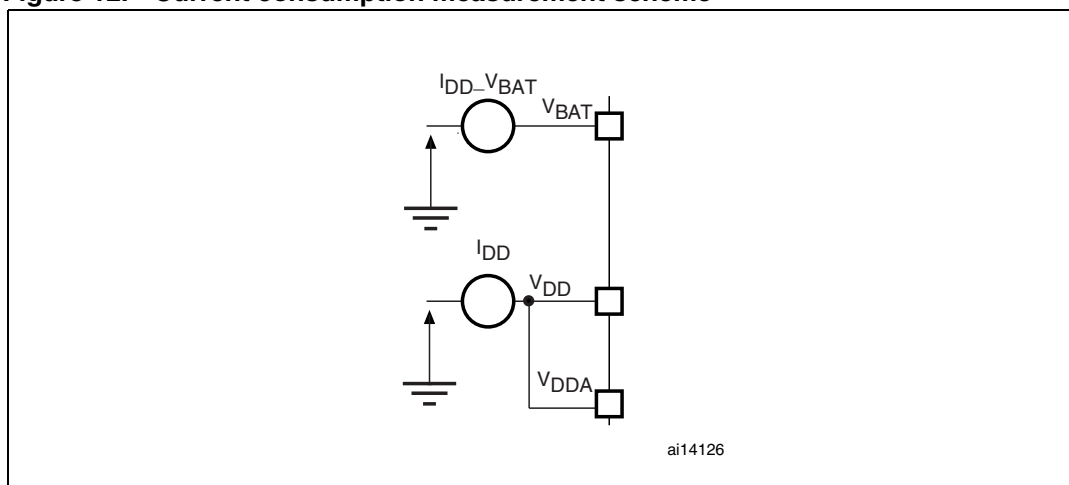 Figure 12. Current consumption measurement scheme
IDD_VBAT
VBAT
IDD
VDD
VDDA
ai14126